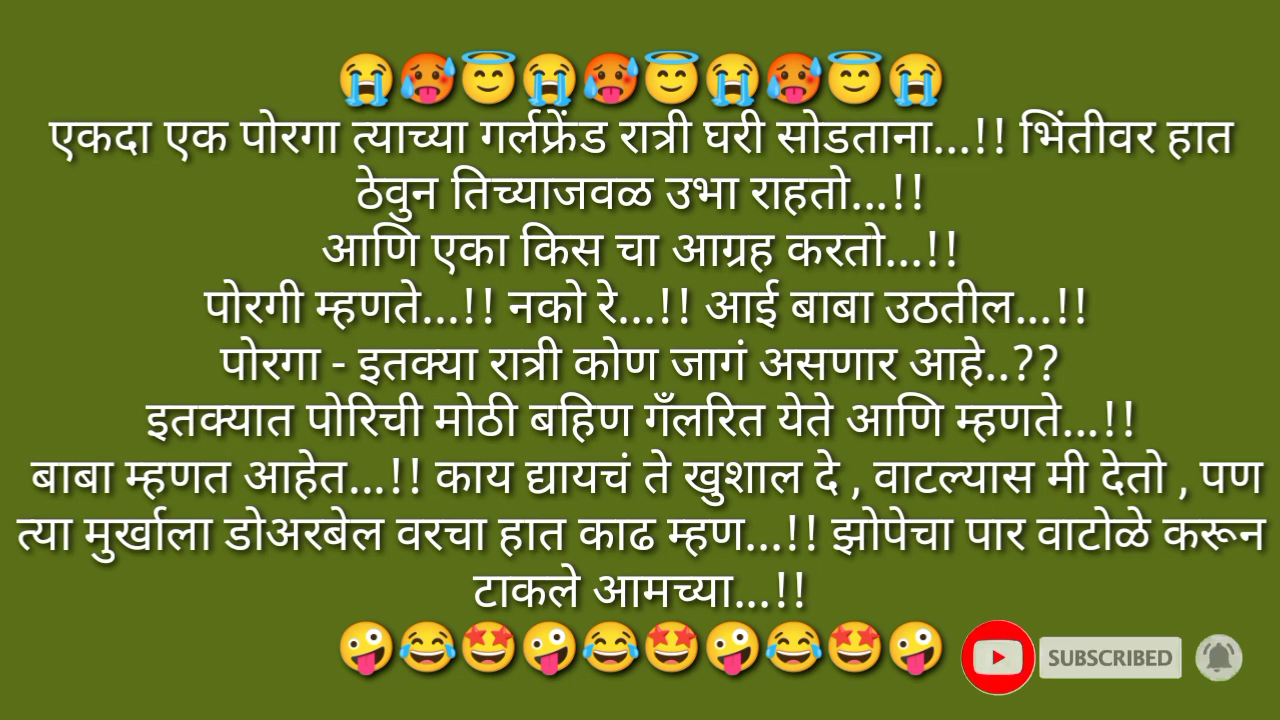 😭🥵😇😭🥵😇😭🥵😇😭
एकदा एक पोरगा त्याच्या गर्लफ्रेंड रात्री घरी सोडताना...!! भिंतीवर हात
ठेवुन तिच्याजवळ उभा राहतो...!!
आणि एका किस चा आग्रह करतो...!!
पोरगी म्हणते...!! नको रे...!! आई बाबा उठतील...!!
पोरगा - इतक्या रात्री कोण जागं असणार आहे..??
इतक्यात पोरिची मोठी बहिण गँलरित येते आणि म्हणते...!!
बाबा म्हणत आहेत...!! काय द्यायचं ते खुशाल दे , वाटल्यास मी देतो , पण
त्या मुर्खाला डोअरबेल वरचा हात काढ म्हण...!! झोपेचा पार वाटोळे करून
टाकले आमच्या...!!
🤪😂🤩🤪😂🤩🤪😂🤩🤪
SUBSCRIBED